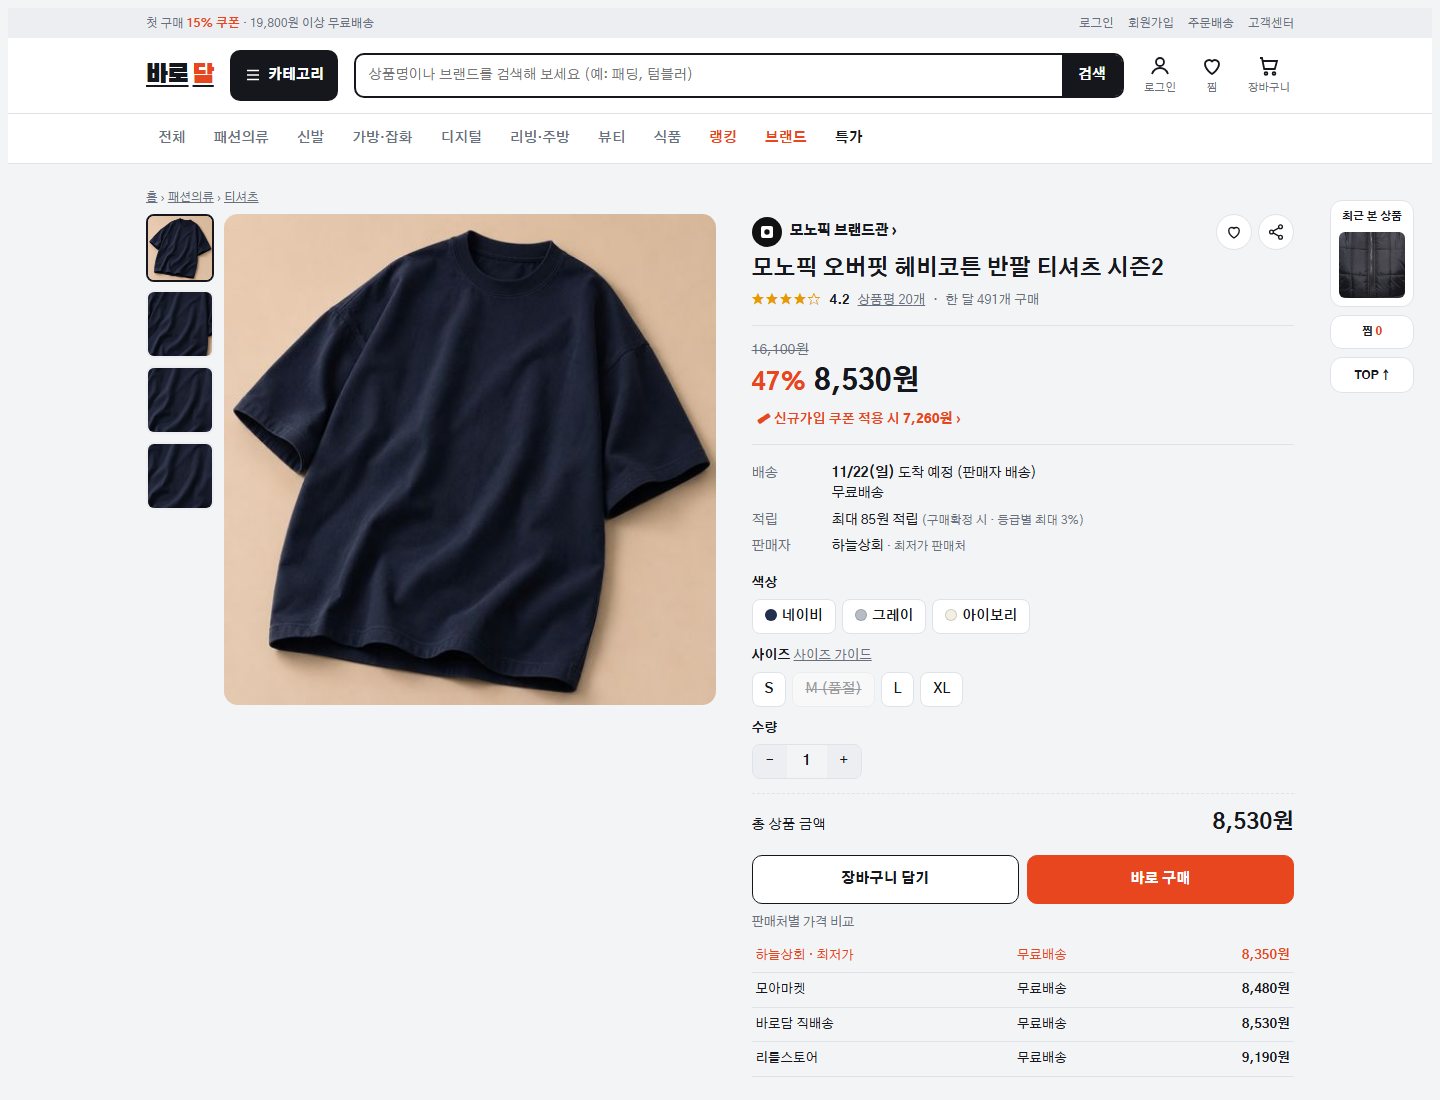 첫 구매 15% 쿠폰 · 19,800원 이상 무료배송
로그인 회원가입 주문배송 고객센터
바로담
카테고리
상품명이나 브랜드를 검색해 보세요 (예: 패딩, 텀블러)
검색
로그인
찜
장바구니
전체 패션의류 신발 가방·잡화 디지털 리빙·주방 뷰티 식품 랭킹 브랜드 특가
홈 › 패션의류 › 티셔츠
모노픽 브랜드관 ›
모노픽 오버핏 헤비코튼 반팔 티셔츠 시즌2
4.2 상품평 20개 · 한 달 491개 구매
16,100원
47% 8,530원
신규가입 쿠폰 적용 시 7,260원 ›
배송 11/22(일) 도착 예정 (판매자 배송)
무료배송
적립 최대 85원 적립 (구매확정 시 · 등급별 최대 3%)
판매자 하늘상회 · 최저가 판매처
색상
네이비 그레이 아이보리
사이즈 사이즈 가이드
S M (품절) L XL
수량
− 1 +
총 상품 금액 8,530원
장바구니 담기 바로 구매
판매처별 가격 비교
하늘상회 · 최저가 무료배송 8,350원
모아마켓 무료배송 8,480원
바로담 직배송 무료배송 8,530원
리틀스토어 무료배송 9,190원
최근 본 상품
찜 0
TOP ↑